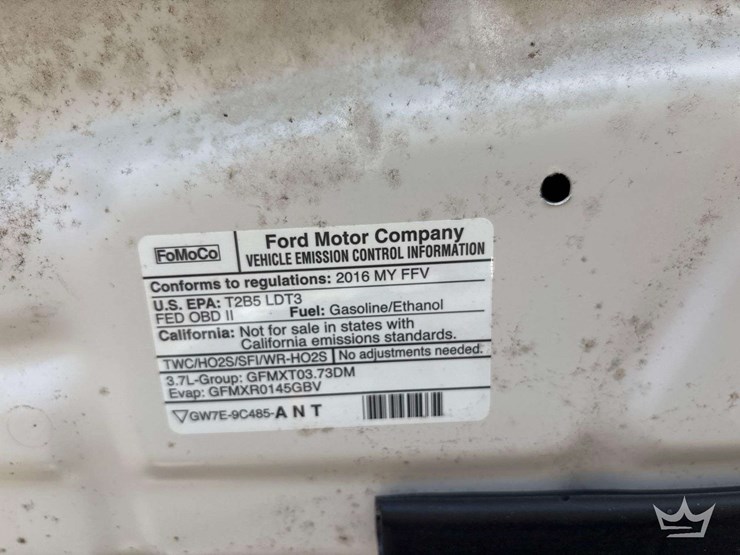 FoMoCo
Ford Motor Company
VEHICLE EMISSION CONTROL INFORMATION
Conforms to regulations: 2016 MY FFV
U.S. EPA: T2B5 LDT3
FED OBD II Fuel: Gasoline/Ethanol
California: Not for sale in states with
California emissions standards.
TWC/HO2S/SFI/WR-HO2S No adjustments needed.
3.7L-Group: GFMXT03.73DM
Evap: GFMXR0145GBV
GW7E-9C485-ANT